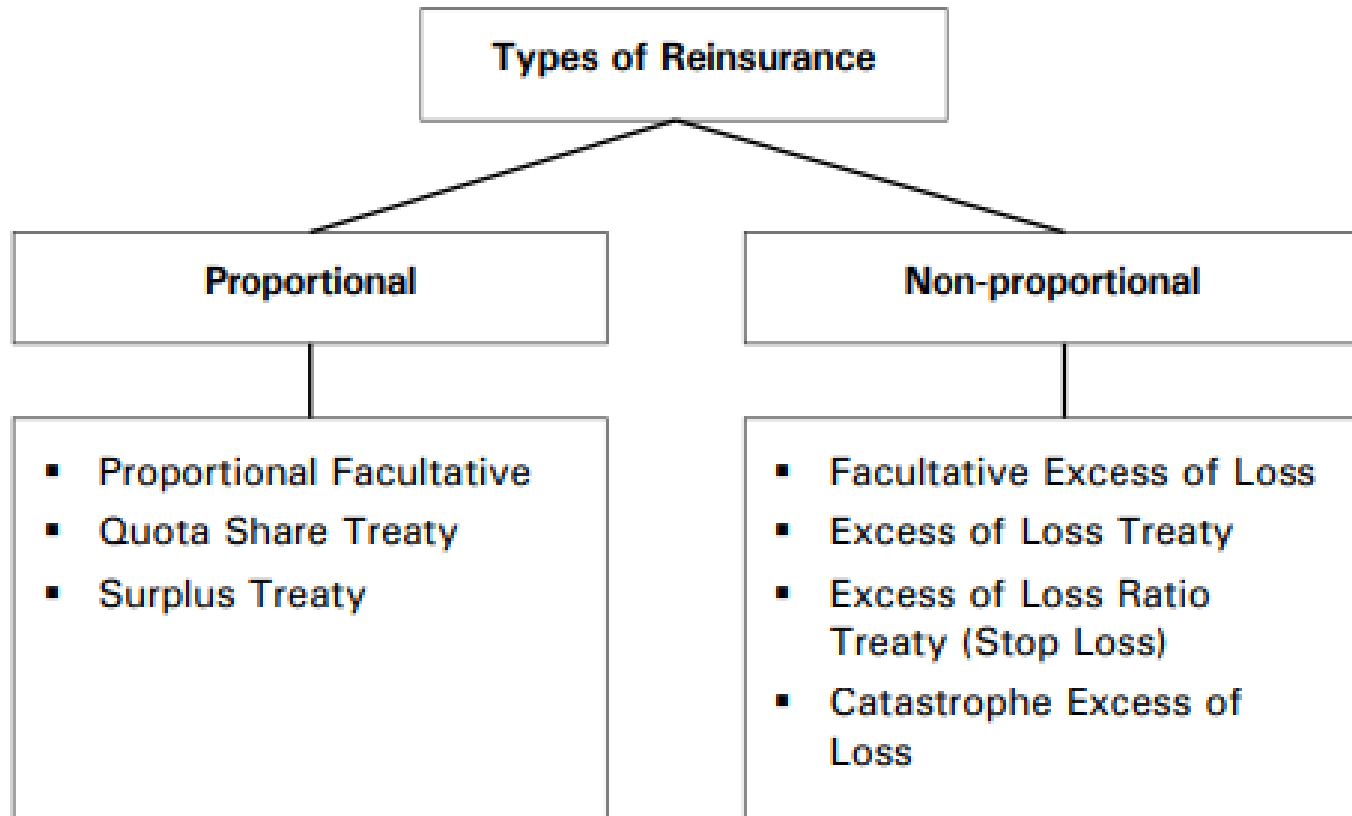 Types of Reinsurance
Proportional
Non-proportional
▪ Proportional Facultative
▪ Quota Share Treaty
▪ Surplus Treaty
▪ Facultative Excess of Loss
▪ Excess of Loss Treaty
▪ Excess of Loss Ratio
Treaty (Stop Loss)
▪ Catastrophe Excess of
Loss